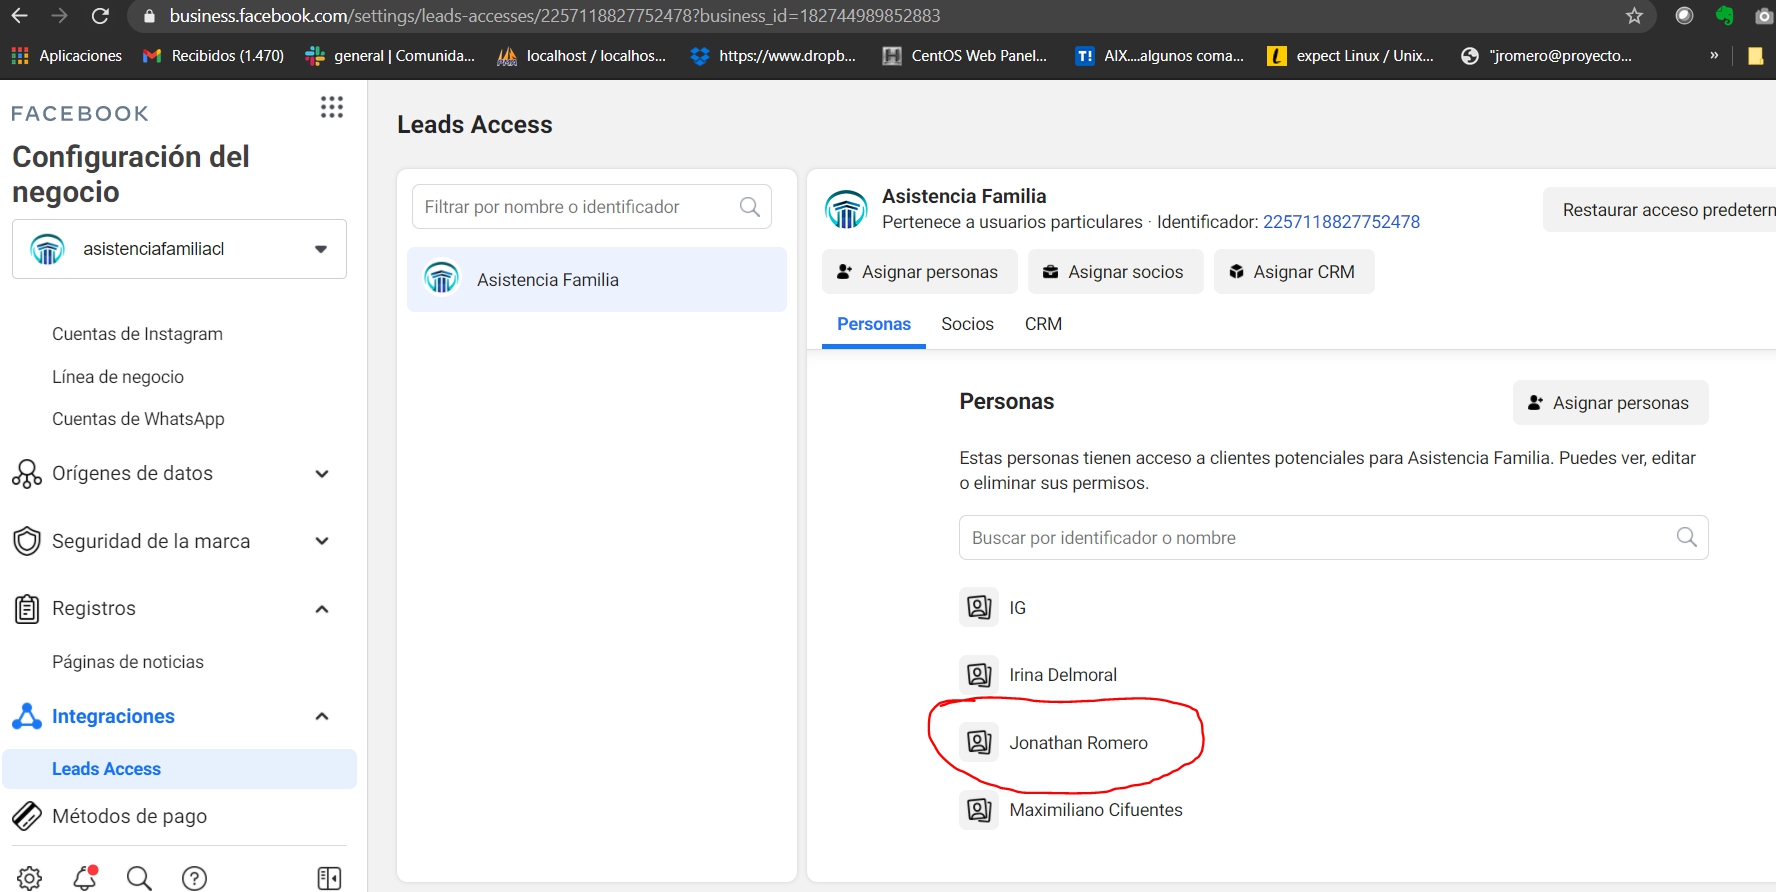 business.facebook.com/settings/leads-accesses/2257118827752478?business_id=182744989852883
Aplicaciones
Recibidos (1.470)
general | Comunida...
localhost / localhos...
https://www.dropb...
CentOS Web Panel...
T!
AIX....algunos coma...
expect Linux / Unix...
"jromero@proyecto...
»
FACEBOOK
Configuración del
negocio
asistenciafamiliacl
Cuentas de Instagram
Línea de negocio
Cuentas de WhatsApp
Orígenes de datos
Seguridad de la marca
Registros
Páginas de noticias
Integraciones
Leads Access
Métodos de pago
Leads Access
Filtrar por nombre o identificador
Asistencia Familia
Asistencia Familia
Pertenece a usuarios particulares · Identificador: 2257118827752478
Restaurar acceso predeterm
Asignar personas
Asignar socios
Asignar CRM
Personas
Socios
CRM
Personas
Asignar personas
Estas personas tienen acceso a clientes potenciales para Asistencia Familia. Puedes ver, editar
o eliminar sus permisos.
Buscar por identificador o nombre
IG
Irina Delmoral
Jonathan Romero
Maximiliano Cifuentes